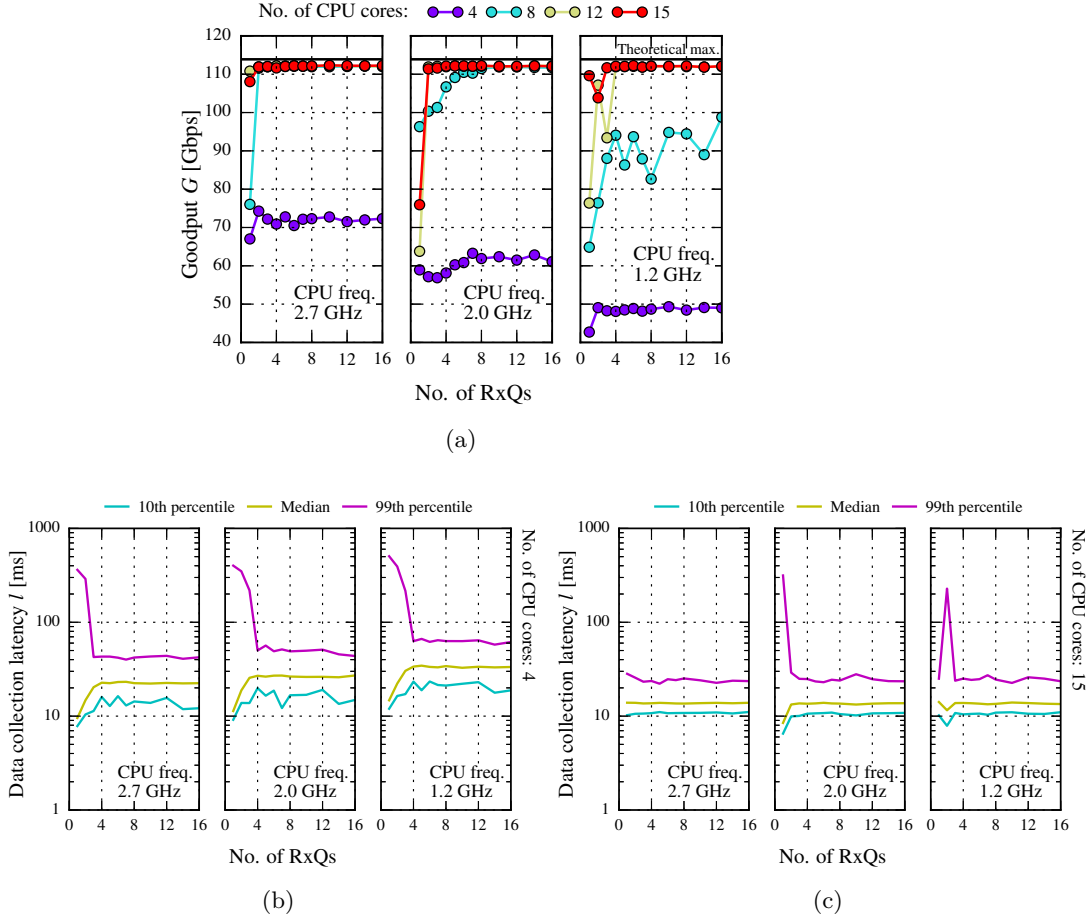 No. of CPU cores: 4 8 12 15
Goodput G [Gbps]
120
110
100
90
80
70
60
50
40
Theoretical max.
CPU freq.
2.7 GHz
CPU freq.
2.0 GHz
CPU freq.
1.2 GHz
0 4 8 12 16 0 4 8 12 16 0 4 8 12 16
No. of RxQs
(a)
10th percentile Median 99th percentile
Data collection latency l [ms]
1000
100
10
1
CPU freq.
2.7 GHz
CPU freq.
2.0 GHz
CPU freq.
1.2 GHz
No. of CPU cores: 4
0 4 8 12 16 0 4 8 12 16 0 4 8 12 16
No. of RxQs
(b)
10th percentile Median 99th percentile
Data collection latency l [ms]
1000
100
10
1
CPU freq.
2.7 GHz
CPU freq.
2.0 GHz
CPU freq.
1.2 GHz
No. of CPU cores: 15
0 4 8 12 16 0 4 8 12 16 0 4 8 12 16
No. of RxQs
(c)